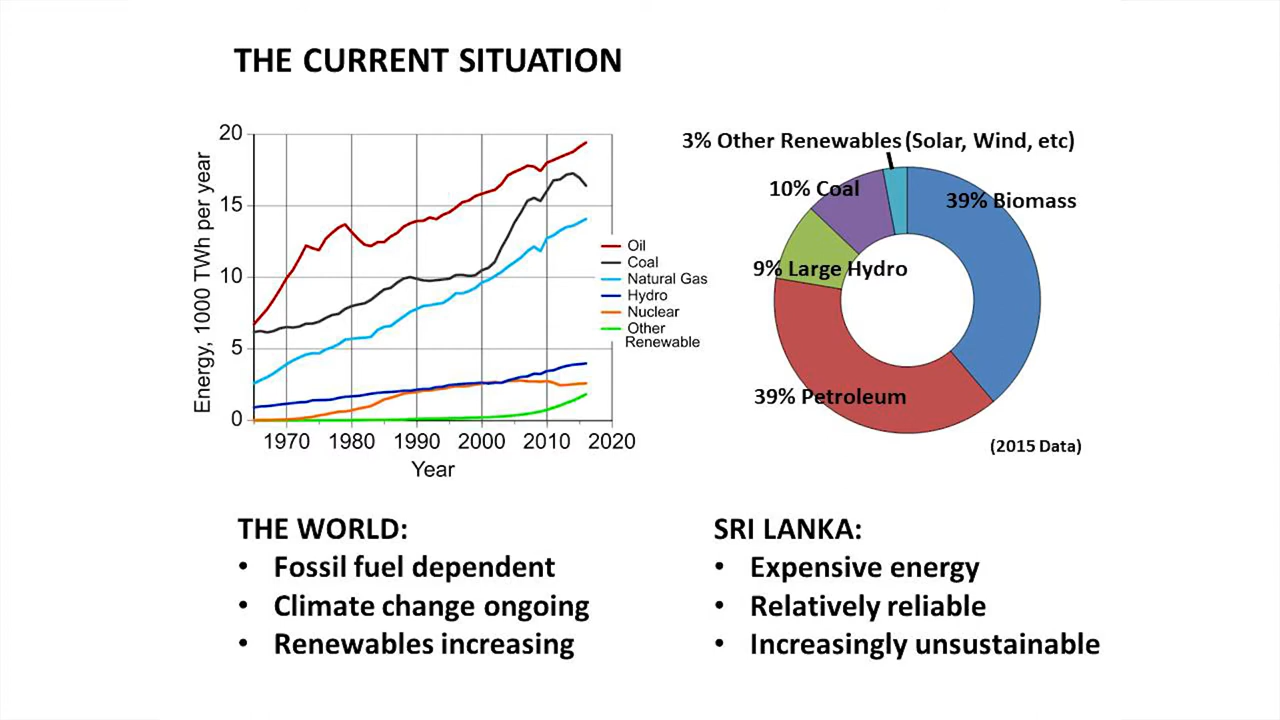 THE CURRENT SITUATION
20
15
10
5
0
Energy, 1000 TWh per year
1970 1980 1990 2000 2010 2020
Year
Oil
Coal
Natural Gas
Hydro
Nuclear
Other
Renewable
3% Other Renewables (Solar, Wind, etc)
10% Coal
39% Biomass
9% Large Hydro
39% Petroleum
(2015 Data)
THE WORLD:
• Fossil fuel dependent
• Climate change ongoing
• Renewables increasing
SRI LANKA:
• Expensive energy
• Relatively reliable
• Increasingly unsustainable